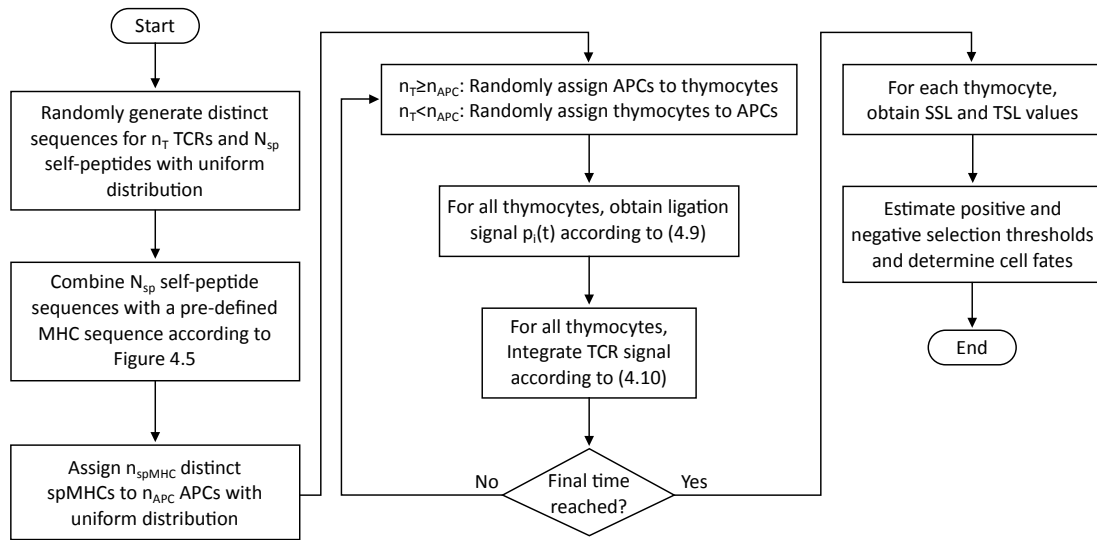 Start
Randomly generate distinct
sequences for n_T TCRs and N_sp
self-peptides with uniform
distribution
Combine N_sp self-peptide
sequences with a pre-defined
MHC sequence according to
Figure 4.5
Assign n_spMHC distinct
spMHCs to n_APC APCs with
uniform distribution
n_T≥n_APC: Randomly assign APCs to thymocytes
n_T<n_APC: Randomly assign thymocytes to APCs
For all thymocytes, obtain ligation
signal p_i(t) according to (4.9)
For all thymocytes,
Integrate TCR signal
according to (4.10)
No
Final time
reached?
Yes
For each thymocyte,
obtain SSL and TSL values
Estimate positive and
negative selection thresholds
and determine cell fates
End